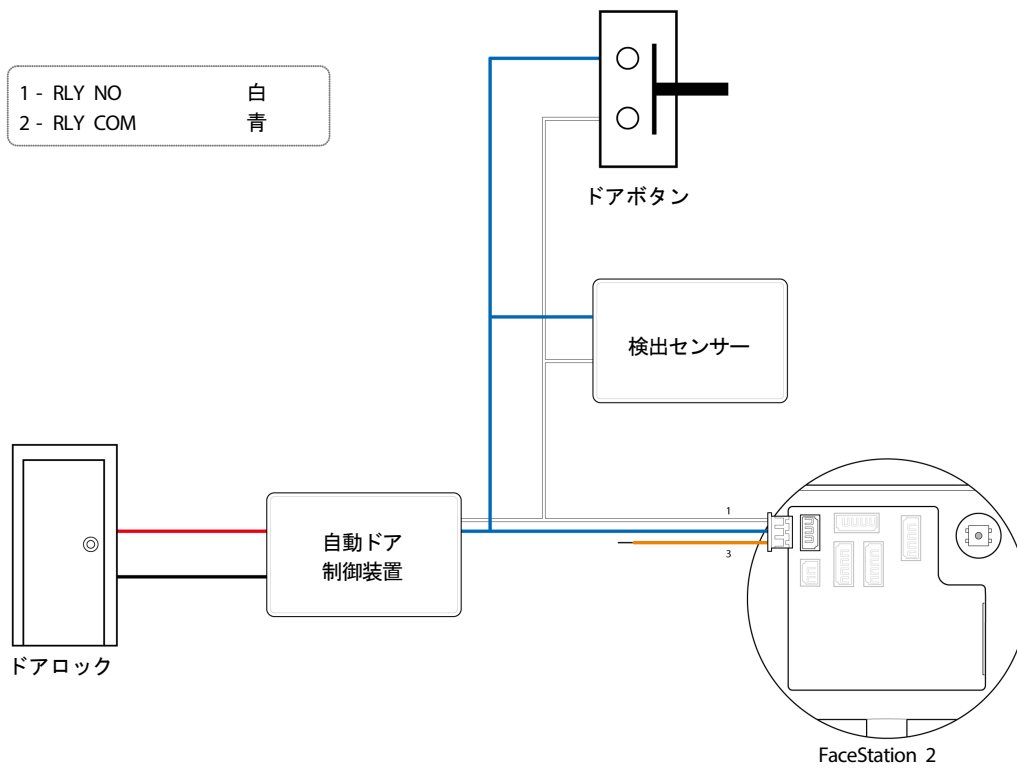 1 - RLY NO 白
2 - RLY COM 青
ドアボタン
検出センサー
1
自動ドア
制御装置
3
ドアロック
FaceStation 2